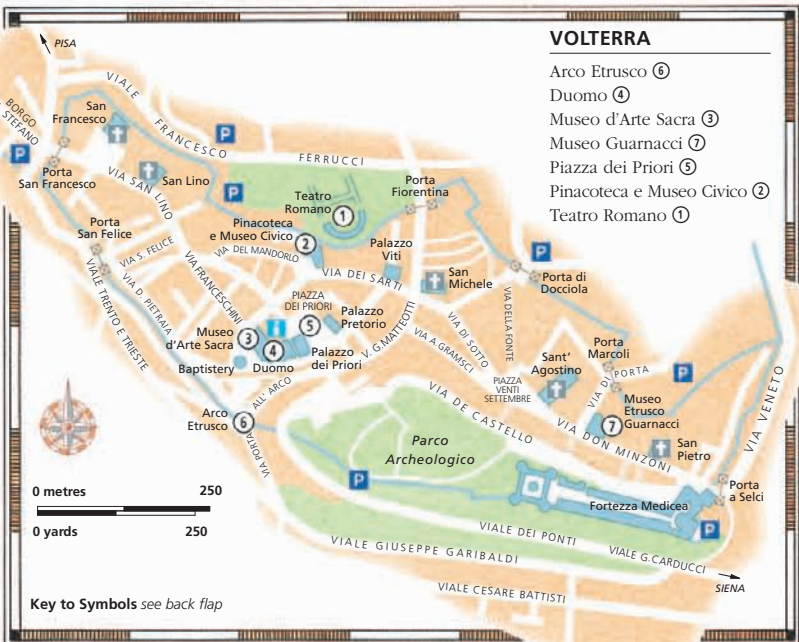 VOLTERRA
Arco Etrusco ⑥
Duomo ④
Museo d'Arte Sacra ③
Museo Guarnacci ⑦
Piazza dei Priori ⑤
Pinacoteca e Museo Civico ②
Teatro Romano ①
PISA
BORGO
S STEFANO
VIALE FRANCESCO FERRUCCI
San
Francesco
P
P
P
Porta
San Francesco
San Lino
VIA SAN LINO
Teatro
Romano
①
Porta
Fiorentina
Porta
San Felice
VIA S. FELICE
Pinacoteca
e Museo Civico
②
VIA DEL MANDORLO
VIA DEI SARTI
Palazzo
Viti
San
Michele
P
Porta di
Docciola
VIALE TRENTO E TRIESTE
VIA D. PIETRAIA
VIA FRANCESCHINI
PIAZZA
DEI PRIORI
i
⑤
Palazzo
Pretorio
Museo
d'Arte Sacra
③
④
Baptistery
Duomo
Palazzo
dei Priori
V. G. MATTEOTTI
VIA A. GRAMSCI
VIA DI SOTTO
VIA DELLA FONTE
PIAZZA
VENTI
SETTEMBRE
Sant'
Agostino
VIA DI PORTA
Porta
Marcoli
P
VIA VENETO
Arco
Etrusco
⑥
VIA PORTA ALL' ARCO
VIA DE CASTELLO
Museo
Etrusco
Guarnacci
⑦
VIA DON MINZONI
San
Pietro
Parco
Archeologico
P
Fortezza Medicea
Porta
a Selci
P
VIALE DEI PONTI
VIALE GIUSEPPE GARIBALDI
VIALE G. CARDUCCI
SIENA
VIALE CESARE BATTISTI
0 metres 250
0 yards 250
Key to Symbols see back flap